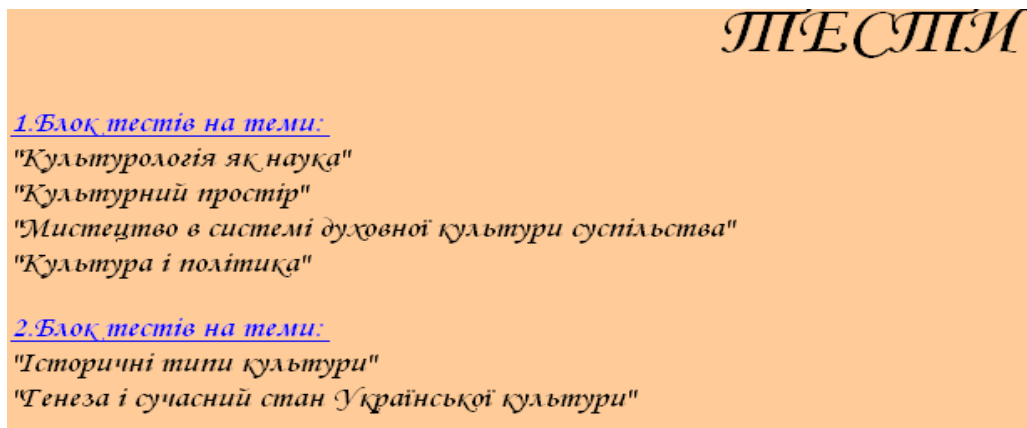 ТЕСТИ
1.Блок тестів на теми:
"Культурологія як наука"
"Культурний простір"
"Мистецтво в системі духовної культури суспільства"
"Культура і політика"
2.Блок тестів на теми:
"Історичні типи культури"
"Генеза і сучасний стан Української культури"